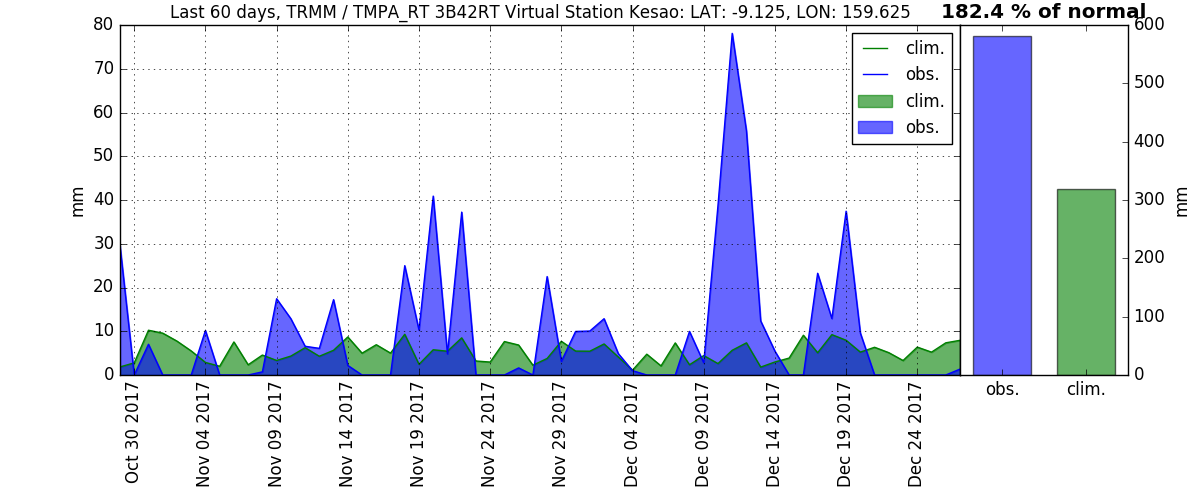 Last 60 days, TRMM / TMPA_RT 3B42RT Virtual Station Kesao: LAT: -9.125, LON: 159.625
182.4 % of normal
80
70
60
50
40
30
20
10
0
mm
clim.
obs.
clim.
obs.
600
500
400
300
200
100
0
mm
obs.
clim.
Oct 30 2017
Nov 04 2017
Nov 09 2017
Nov 14 2017
Nov 19 2017
Nov 24 2017
Nov 29 2017
Dec 04 2017
Dec 09 2017
Dec 14 2017
Dec 19 2017
Dec 24 2017